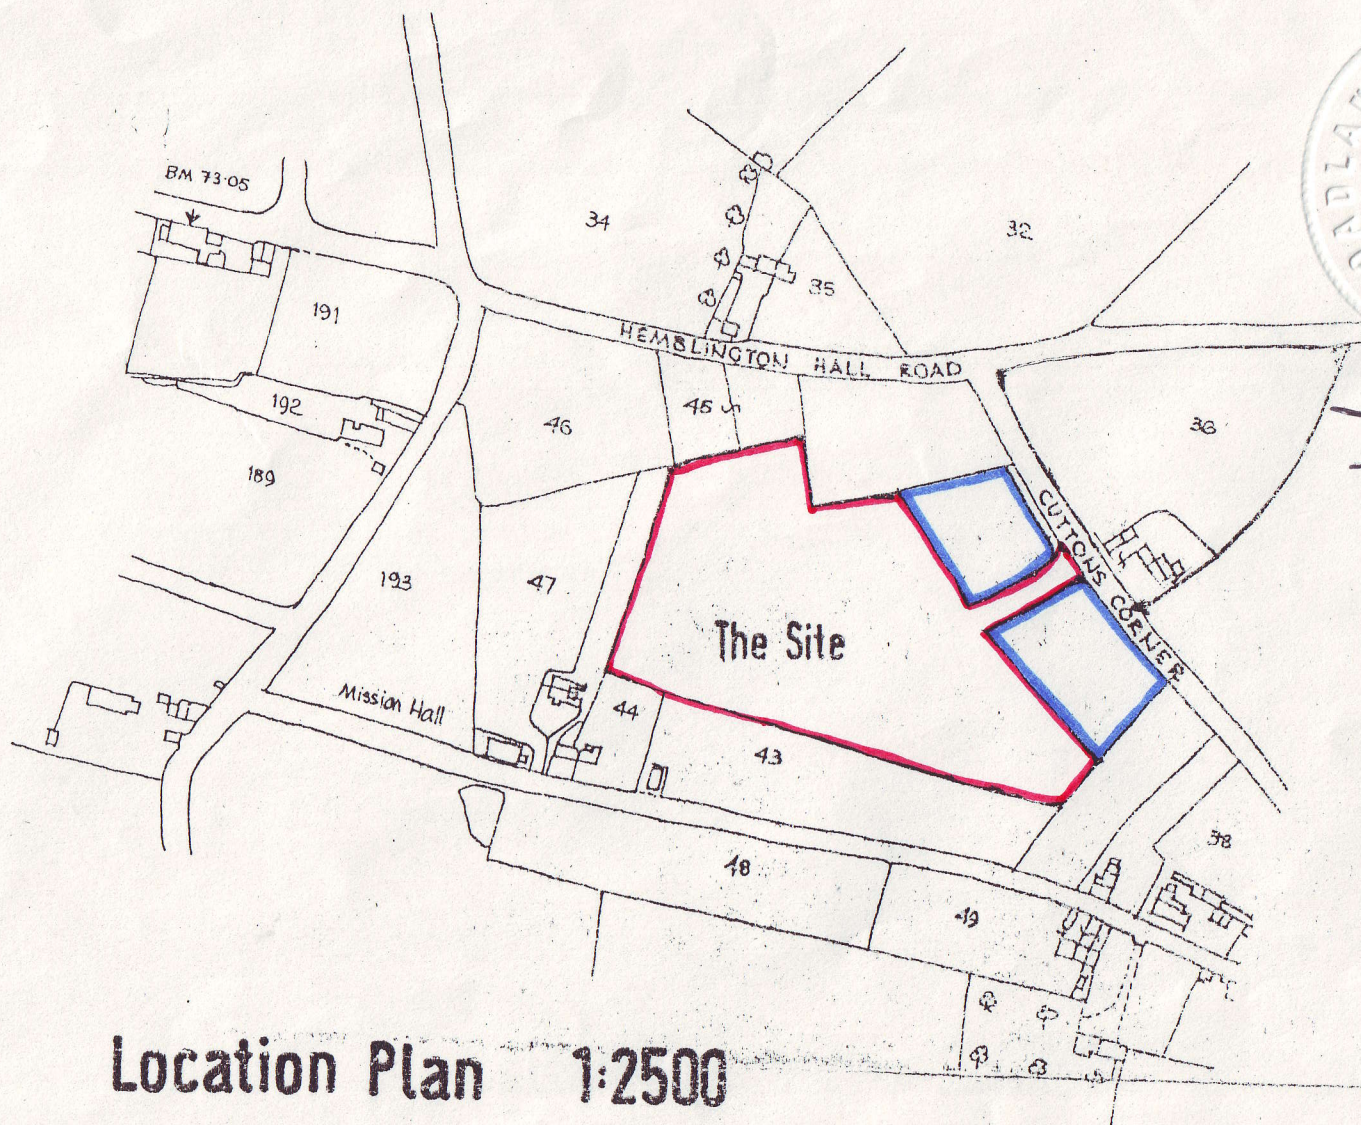 BM 73·05
34
32
191
35
HEMBLINGTON HALL ROAD
192
45
46
36
189
CUTTONS CORNER
193
47
The Site
Mission Hall
44
43
38
48
49
Location Plan 1:2500